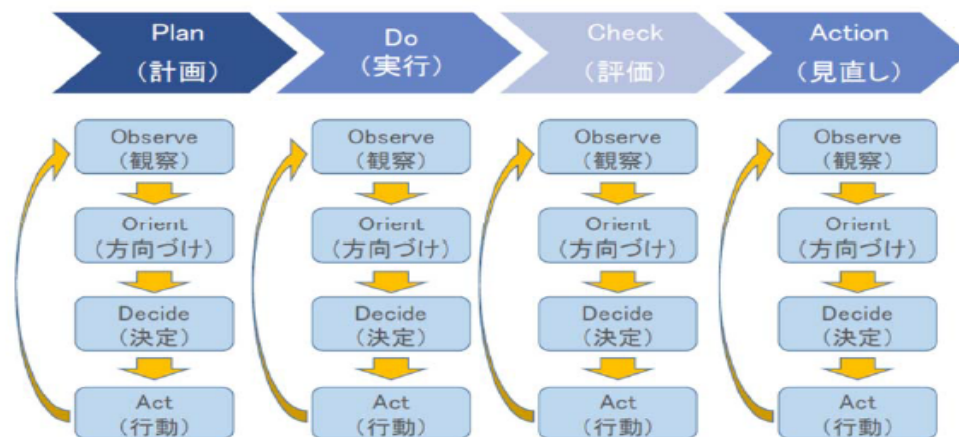 Plan
(計画)
Do
(実行)
Check
(評価)
Action
(見直し)
Observe
(観察)
Orient
(方向づけ)
Decide
(決定)
Act
(行動)
Observe
(観察)
Orient
(方向づけ)
Decide
(決定)
Act
(行動)
Observe
(観察)
Orient
(方向づけ)
Decide
(決定)
Act
(行動)
Observe
(観察)
Orient
(方向づけ)
Decide
(決定)
Act
(行動)